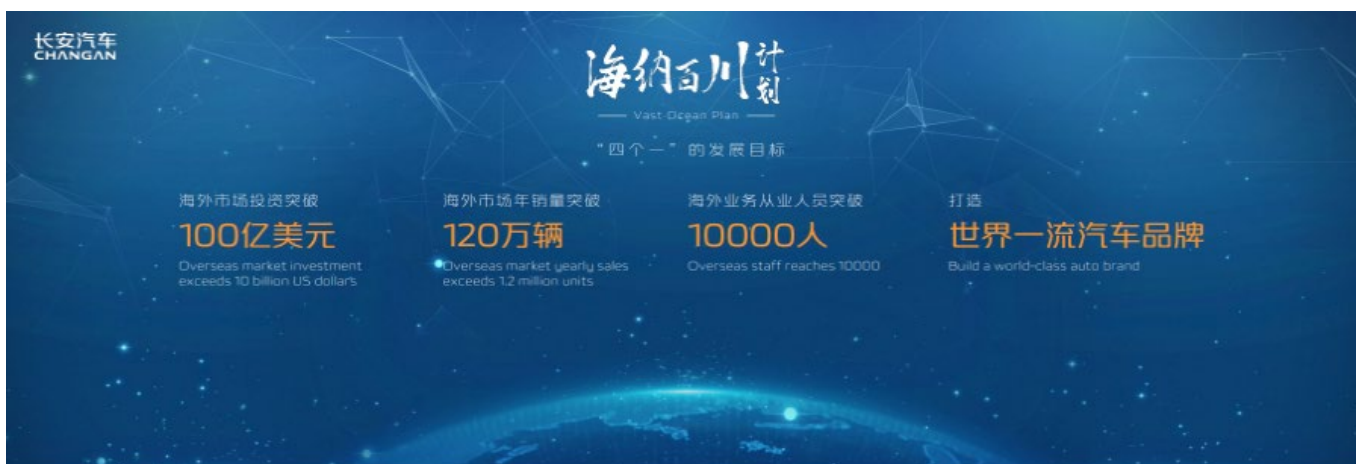 长安汽车
CHANGAN
海纳百川计划
Vast Ocean Plan
“四个一”的发展目标
海外市场投资突破
100亿美元
Overseas market investment
exceeds 10 billion US dollars
海外市场年销量突破
120万辆
Overseas market yearly sales
exceeds 1.2 million units
海外业务从业人员突破
10000人
Overseas staff reaches 10000
打造
世界一流汽车品牌
Build a world-class auto brand